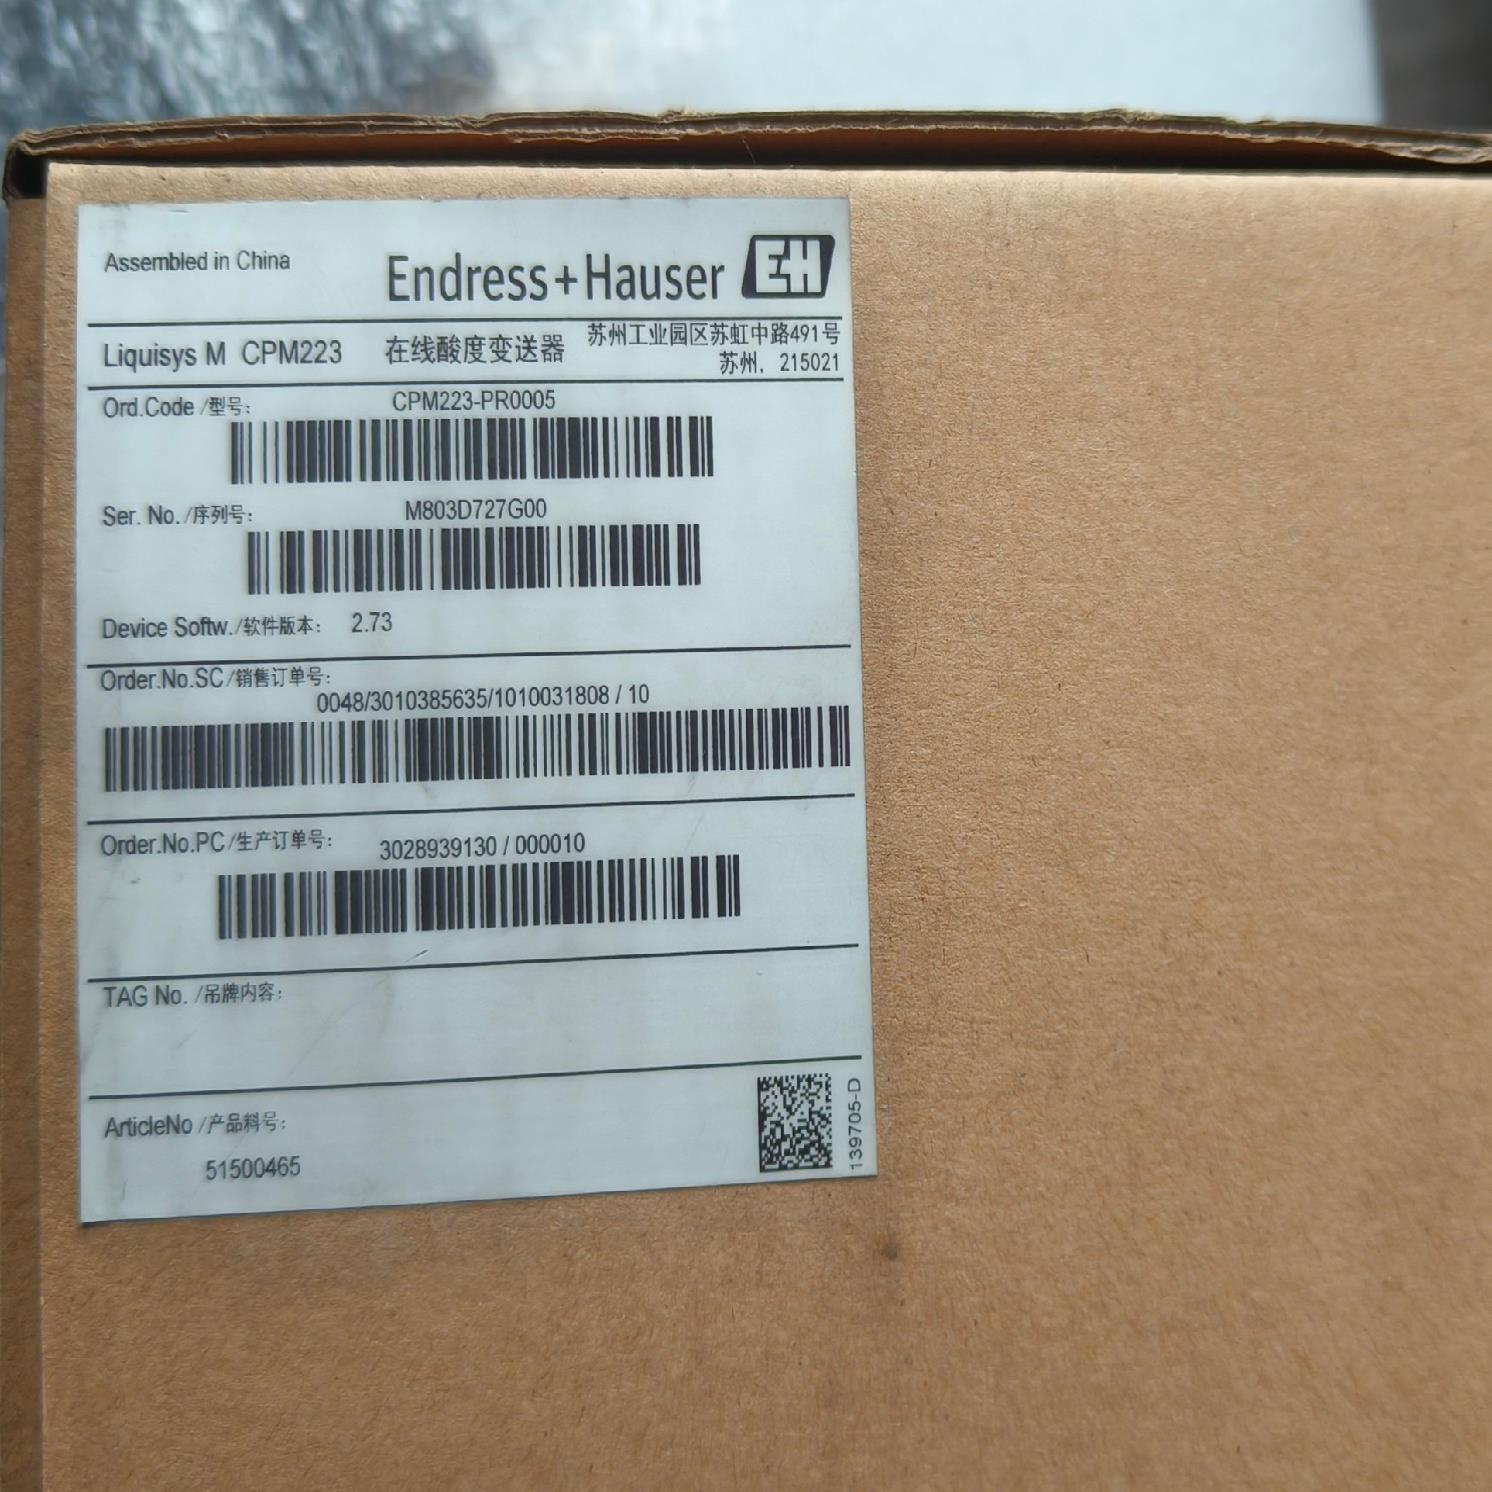 Assembled in China
Endress+Hauser EH
Liquisys M CPM223 在线酸度变送器 苏州工业园区苏虹中路491号
苏州, 215021
Ord.Code /型号: CPM223-PR0005
Ser. No./序列号: M803D727G00
Device Softw./软件版本: 2.73
Order.No.SC/销售订单号:
0048/3010385635/1010031808 / 10
Order.No.PC/生产订单号: 3028939130 / 000010
TAG No. /吊牌内容:
ArticleNo /产品料号:
51500465
139705-D